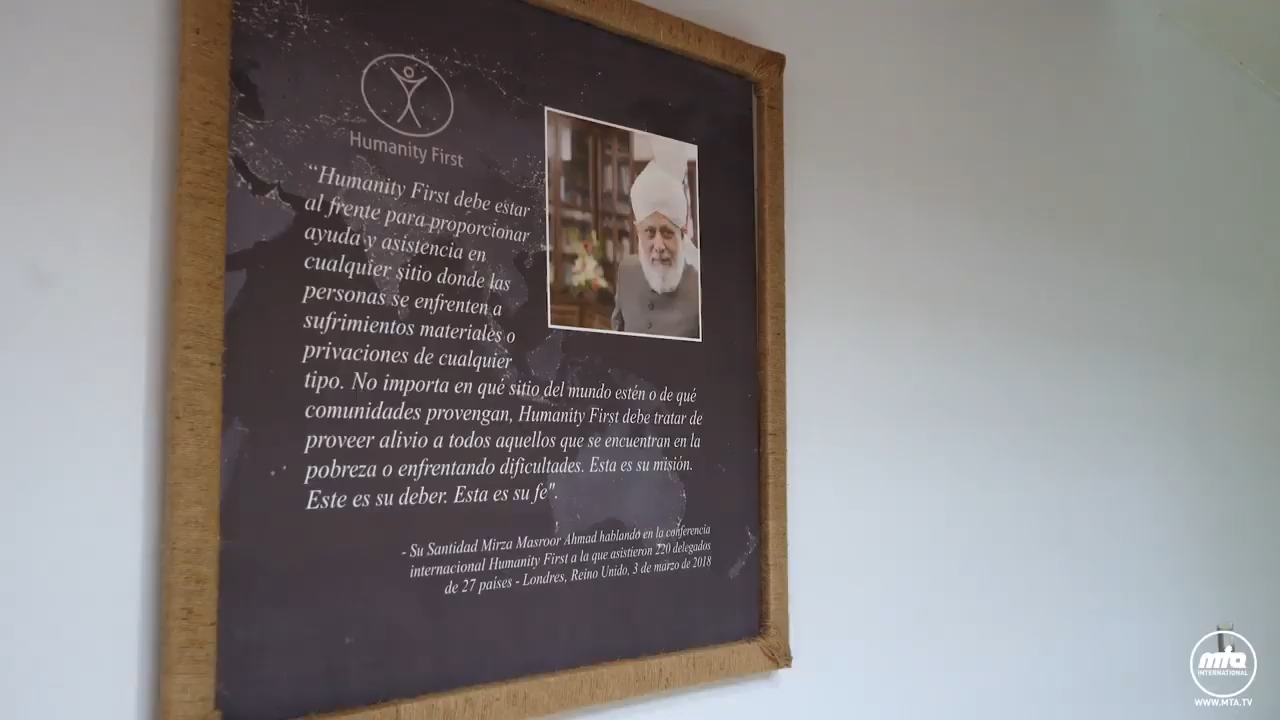 Humanity First
“Humanity First debe estar
al frente para proporcionar
ayuda y asistencia en
cualquier sitio donde las
personas se enfrenten a
sufrimientos materiales o
privaciones de cualquier
tipo. No importa en qué sitio del mundo estén o de qué
comunidades provengan, Humanity First debe tratar de
proveer alivio a todos aquellos que se encuentran en la
pobreza o enfrentando dificultades. Esta es su misión.
Este es su deber. Esta es su fe".
- Su Santidad Mirza Masroor Ahmad hablando en la conferencia
internacional Humanity First a la que asistieron 220 delegados
de 27 países - Londres, Reino Unido, 3 de marzo de 2018
mta
INTERNATIONAL
WWW.MTA.TV